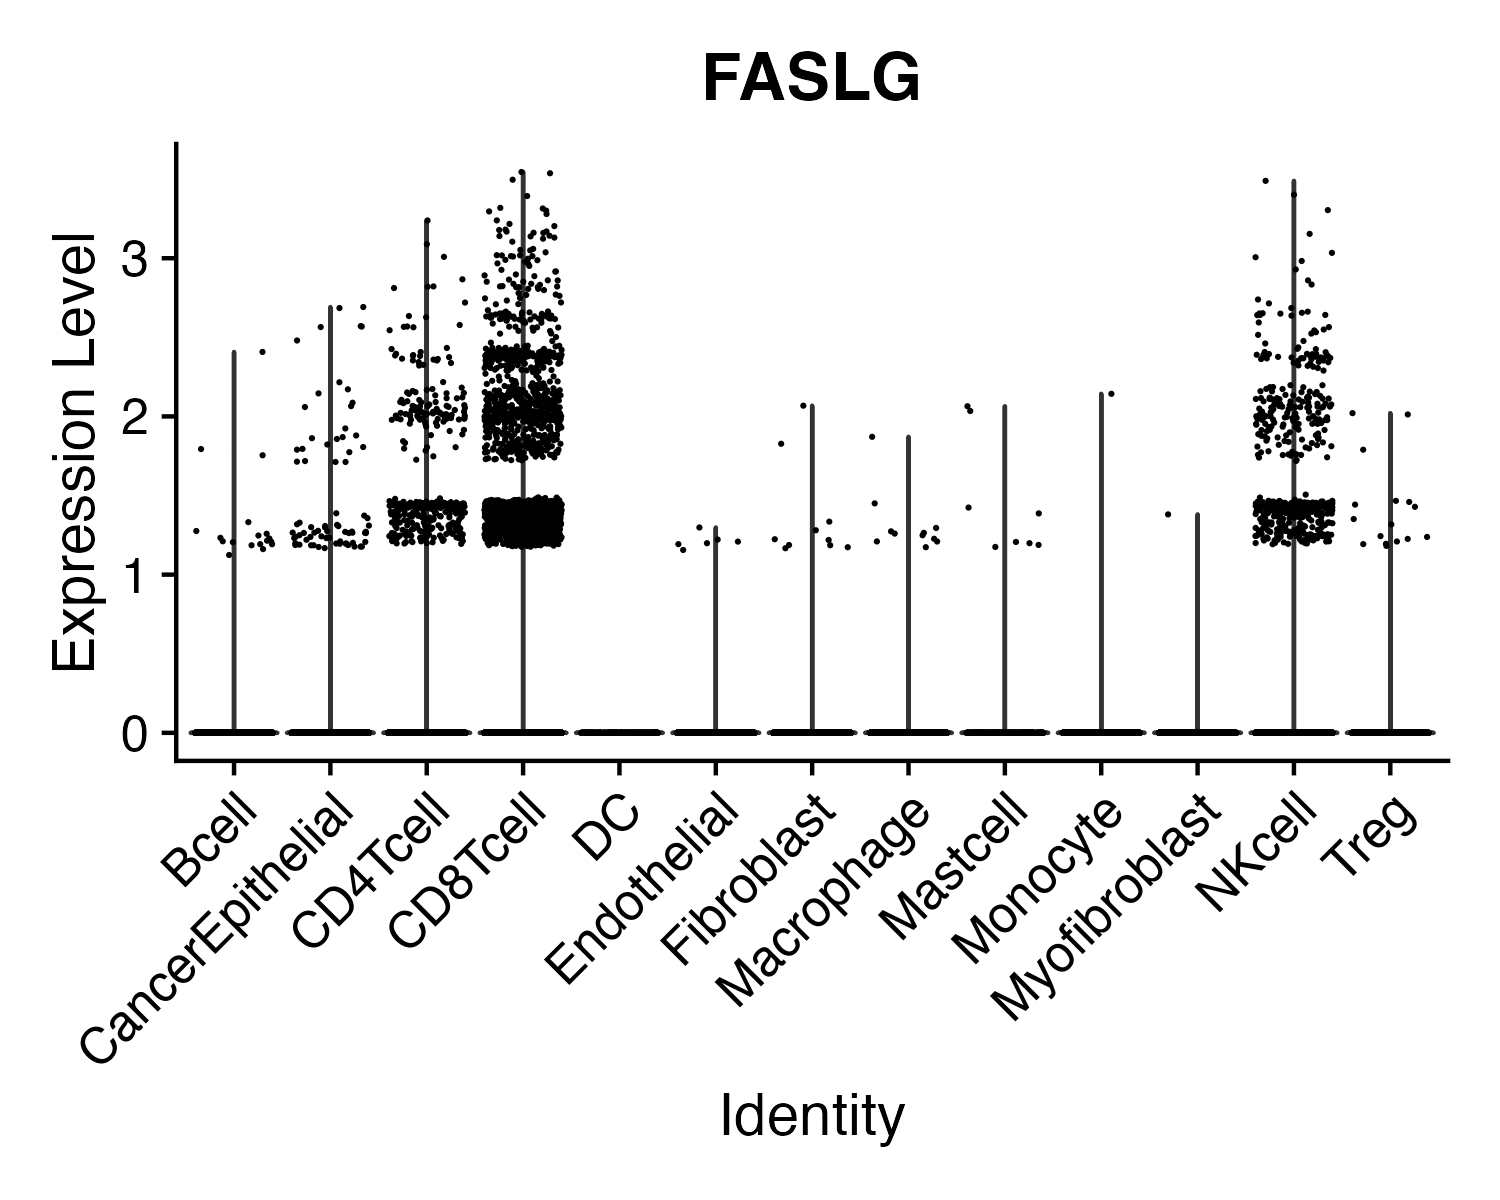 FASLG
Expression Level
3
2
1
0
Bcell
CancerEpithelial
CD4Tcell
CD8Tcell
DC
Endothelial
Fibroblast
Macrophage
Mastcell
Monocyte
Myofibroblast
NKcell
Treg
Identity